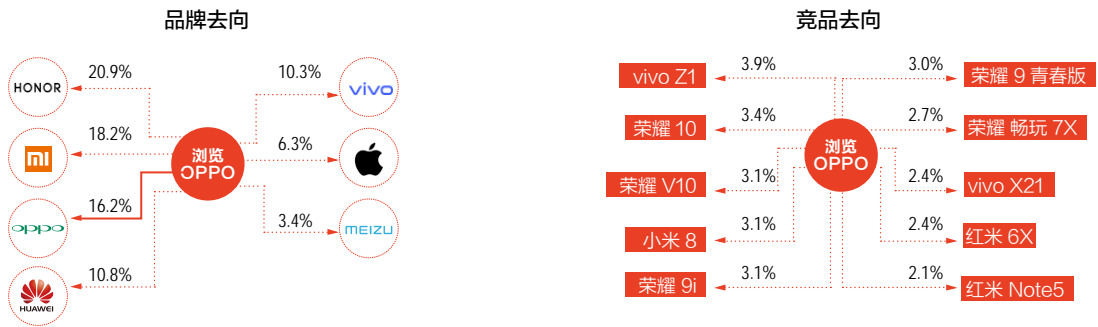 品牌去向
竞品去向
HONOR
20.9%
10.3%
vivo
mi
18.2%
6.3%
浏览
OPPO
oppo
16.2%
3.4%
MEIZU
HUAWEI
10.8%
vivo Z1
3.9%
3.0%
荣耀 9 青春版
荣耀 10
3.4%
2.7%
荣耀 畅玩 7X
浏览
OPPO
荣耀 V10
3.1%
2.4%
vivo X21
小米 8
3.1%
2.4%
红米 6X
荣耀 9i
3.1%
2.1%
红米 Note5